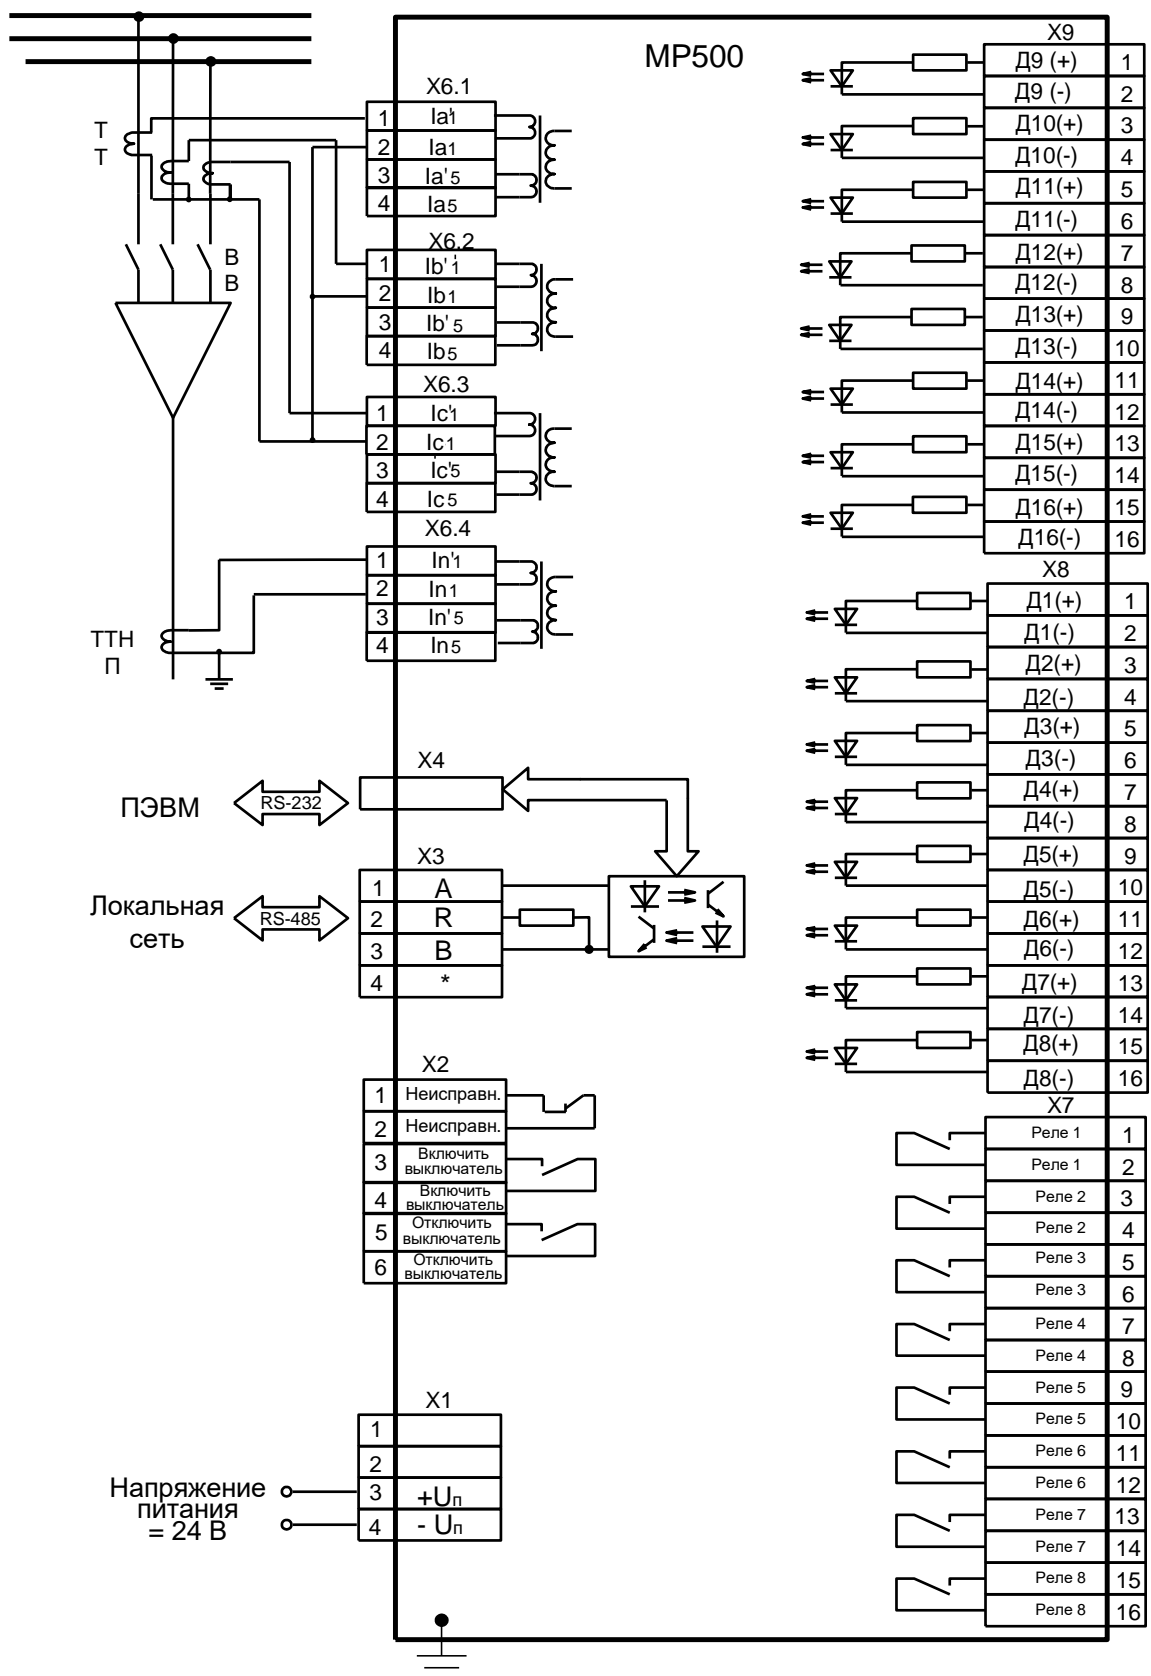 МР500
Т
Т
В
В
ТТН
П
X6.1
1 Ia'1
2 Ia1
3 Ia'5
4 Ia5
X6.2
1 Ib'1
2 Ib1
3 Ib'5
4 Ib5
X6.3
1 Ic'1
2 Ic1
3 Ic'5
4 Ic5
X6.4
1 In'1
2 In1
3 In'5
4 In5
X4
ПЭВМ
RS-232
X3
Локальная
сеть
RS-485
1 A
2 R
3 B
4 *
X2
1 Неисправн.
2 Неисправн.
3 Включить
выключатель
4 Включить
выключатель
5 Отключить
выключатель
6 Отключить
выключатель
X1
1
2
3 +Uп
4 - Uп
Напряжение
питания
= 24 В
X9
Д9 (+) 1
Д9 (-) 2
Д10(+) 3
Д10(-) 4
Д11(+) 5
Д11(-) 6
Д12(+) 7
Д12(-) 8
Д13(+) 9
Д13(-) 10
Д14(+) 11
Д14(-) 12
Д15(+) 13
Д15(-) 14
Д16(+) 15
Д16(-) 16
X8
Д1(+) 1
Д1(-) 2
Д2(+) 3
Д2(-) 4
Д3(+) 5
Д3(-) 6
Д4(+) 7
Д4(-) 8
Д5(+) 9
Д5(-) 10
Д6(+) 11
Д6(-) 12
Д7(+) 13
Д7(-) 14
Д8(+) 15
Д8(-) 16
X7
Реле 1 1
Реле 1 2
Реле 2 3
Реле 2 4
Реле 3 5
Реле 3 6
Реле 4 7
Реле 4 8
Реле 5 9
Реле 5 10
Реле 6 11
Реле 6 12
Реле 7 13
Реле 7 14
Реле 8 15
Реле 8 16